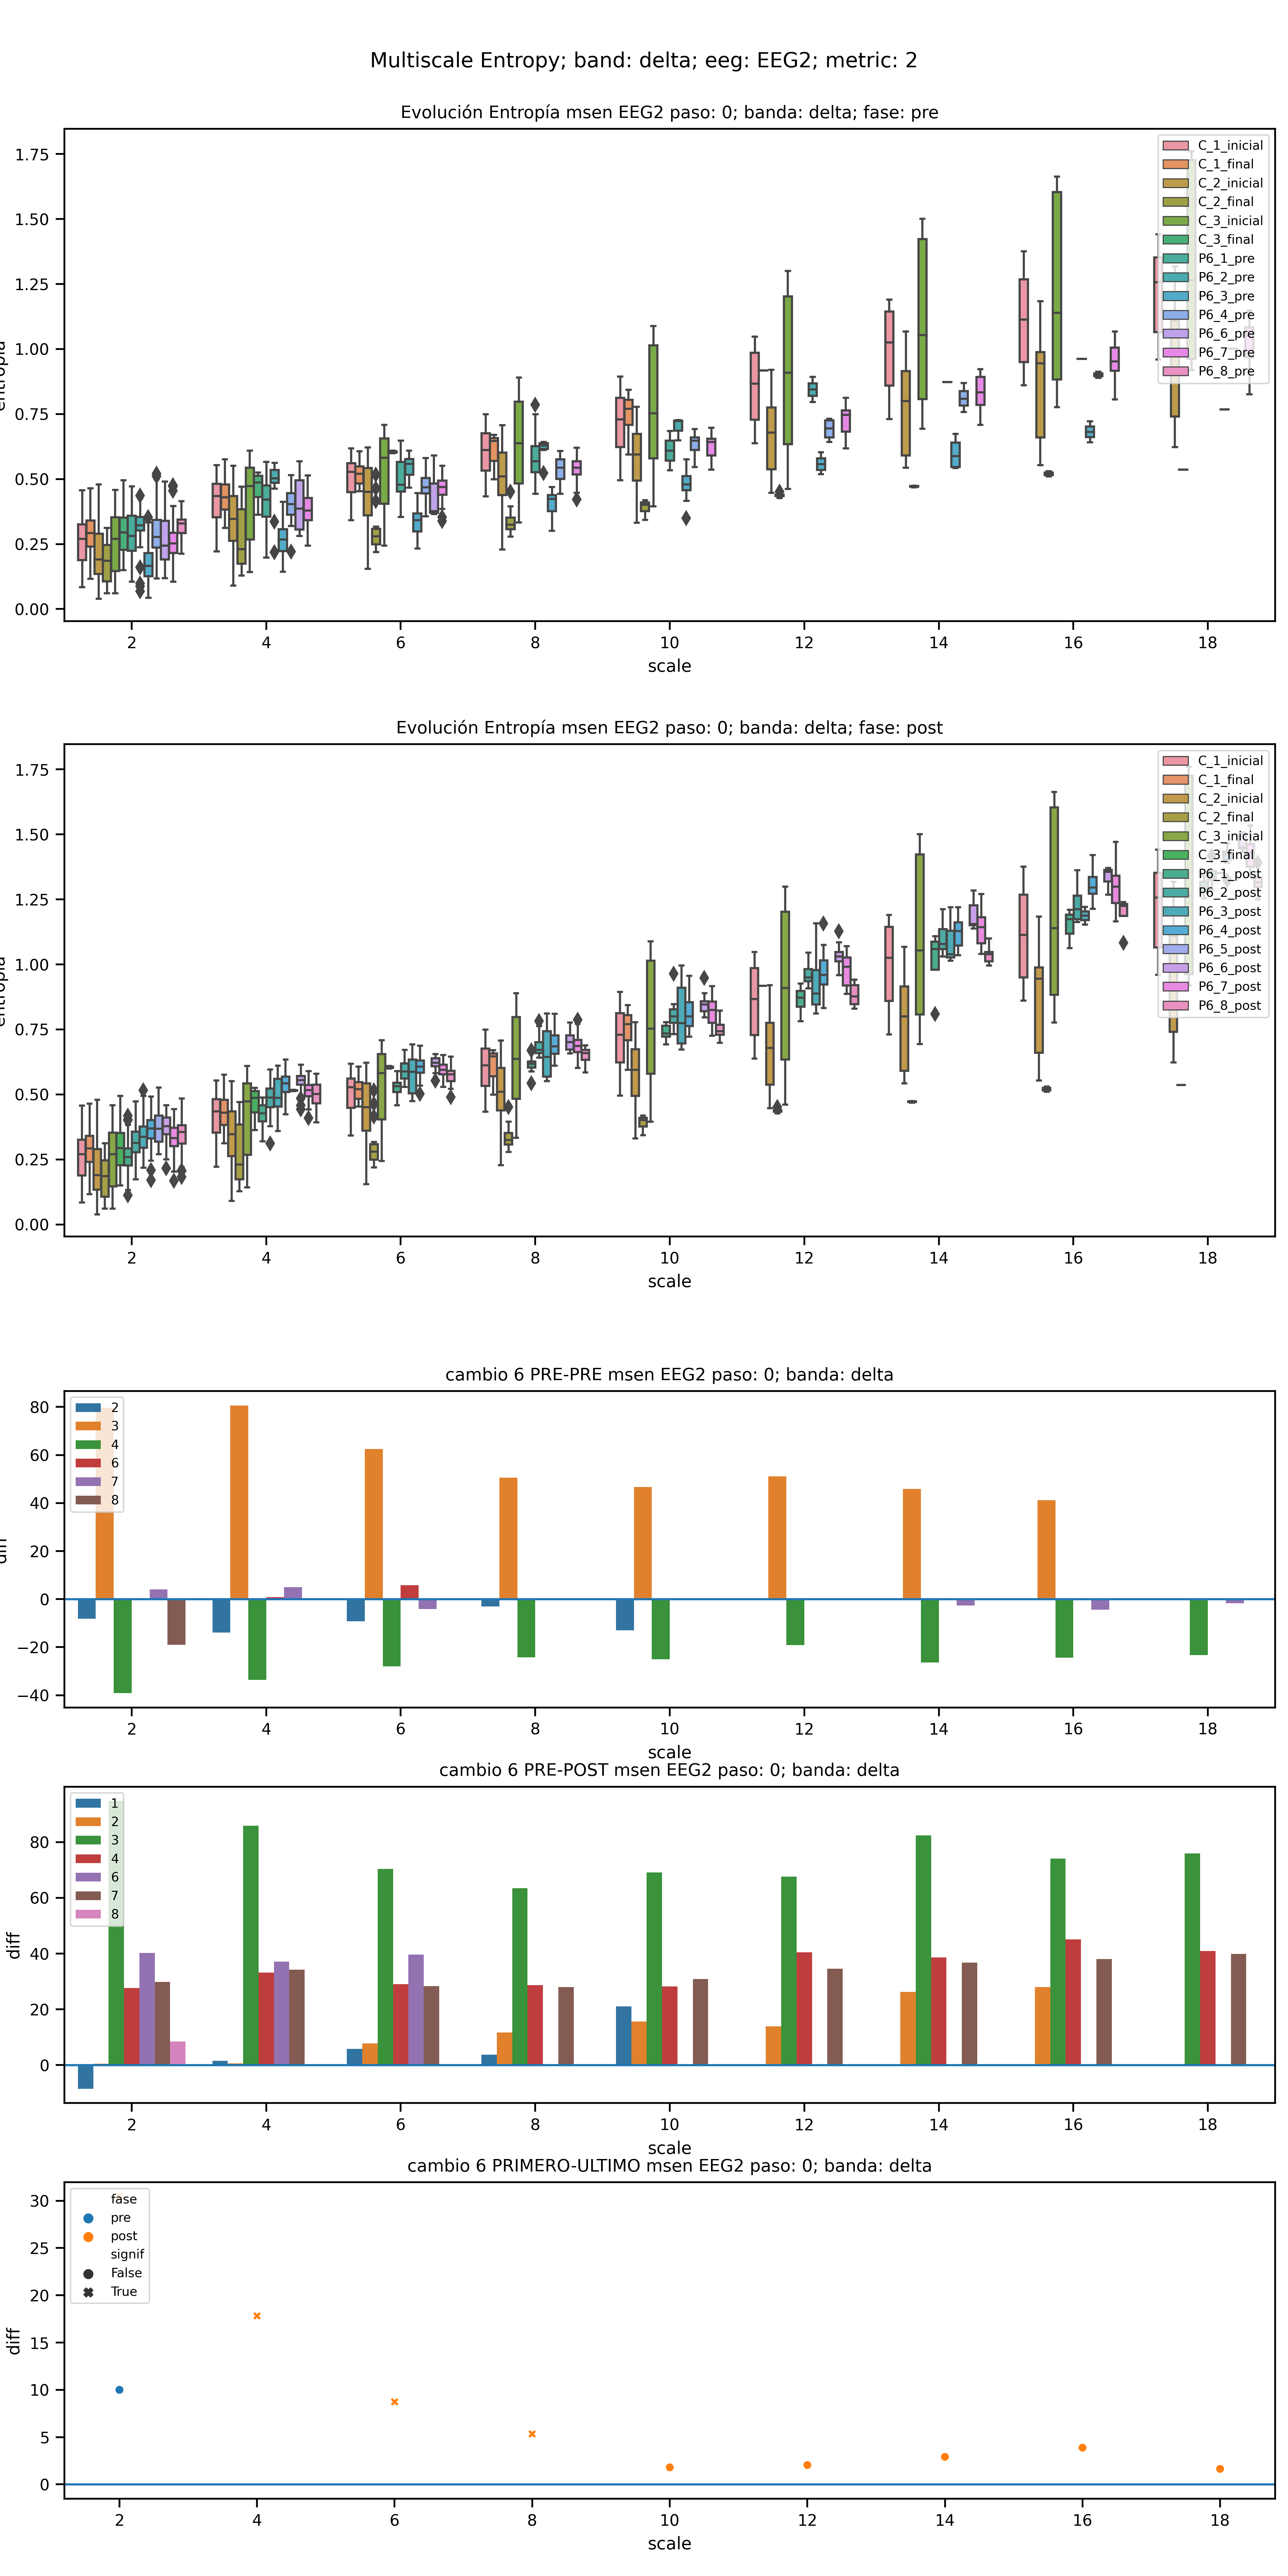 Multiscale Entropy; band: delta; eeg: EEG2; metric: 2
Evolución Entropía msen EEG2 paso: 0; banda: delta; fase: pre
C_1_inicial
C_1_final
C_2_inicial
C_2_final
C_3_inicial
C_3_final
P6_1_pre
P6_2_pre
P6_3_pre
P6_4_pre
P6_6_pre
P6_7_pre
P6_8_pre
1.75
1.50
1.25
1.00
0.75
0.50
0.25
0.00
entropia
2 4 6 8 10 12 14 16 18
scale
Evolución Entropía msen EEG2 paso: 0; banda: delta; fase: post
C_1_inicial
C_1_final
C_2_inicial
C_2_final
C_3_inicial
C_3_final
P6_1_post
P6_2_post
P6_3_post
P6_4_post
P6_5_post
P6_6_post
P6_7_post
P6_8_post
1.75
1.50
1.25
1.00
0.75
0.50
0.25
0.00
entropia
2 4 6 8 10 12 14 16 18
scale
cambio 6 PRE-PRE msen EEG2 paso: 0; banda: delta
2
3
4
6
7
8
80
60
40
20
0
−20
−40
diff
2 4 6 8 10 12 14 16 18
scale
cambio 6 PRE-POST msen EEG2 paso: 0; banda: delta
1
2
3
4
6
7
8
80
60
40
20
0
diff
2 4 6 8 10 12 14 16 18
scale
cambio 6 PRIMERO-ULTIMO msen EEG2 paso: 0; banda: delta
fase
pre
post
signif
False
True
30
25
20
15
10
5
0
diff
2 4 6 8 10 12 14 16 18
scale